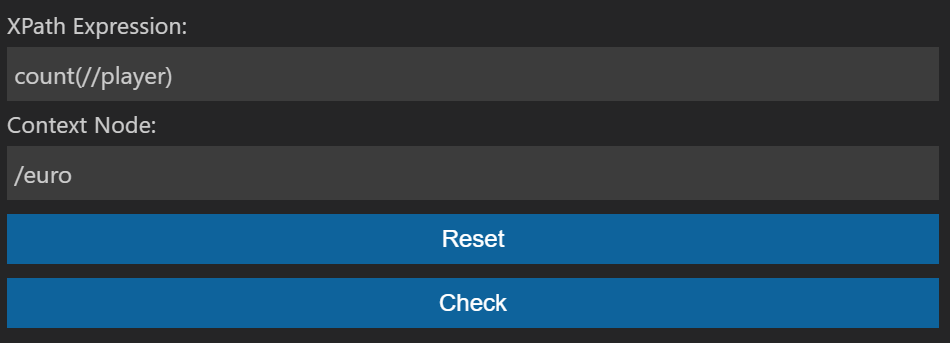 XPath Expression:
count(//player)
Context Node:
/euro
Reset
Check